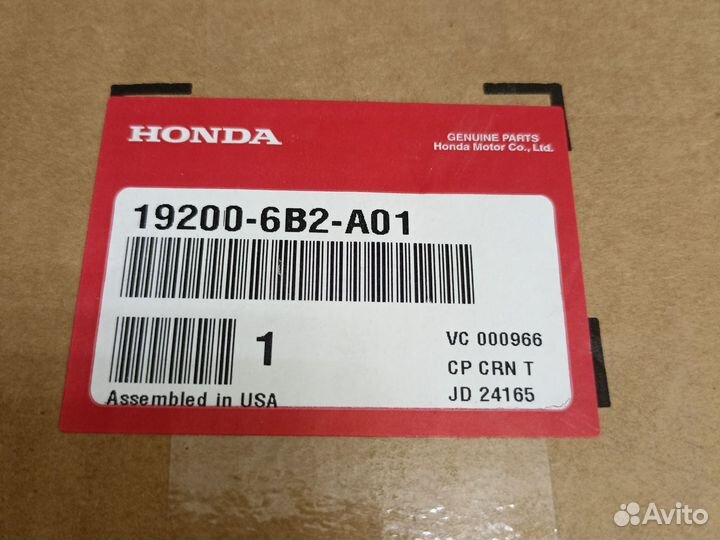 HONDA
GENUINE PARTS
Honda Motor Co., Ltd.
19200-6B2-A01
1
VC 000966
CP CRN T
JD 24165
Assembled in USA
Avito